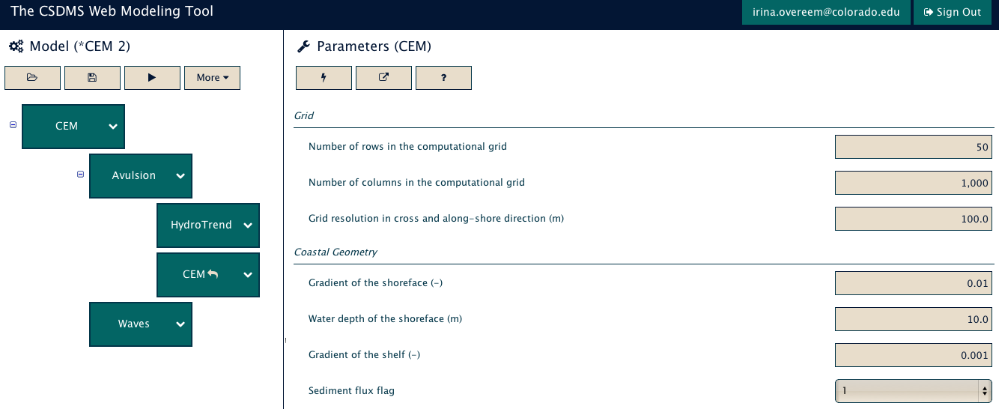 The CSDMS Web Modeling Tool
irina.overeem@colorado.edu
Sign Out
Model (*CEM 2)
More
CEM
Avulsion
HydroTrend
CEM
Waves
Parameters (CEM)
?
Grid
Number of rows in the computational grid 50
Number of columns in the computational grid 1,000
Grid resolution in cross and along-shore direction (m) 100.0
Coastal Geometry
Gradient of the shoreface (-) 0.01
Water depth of the shoreface (m) 10.0
Gradient of the shelf (-) 0.001
Sediment flux flag 1